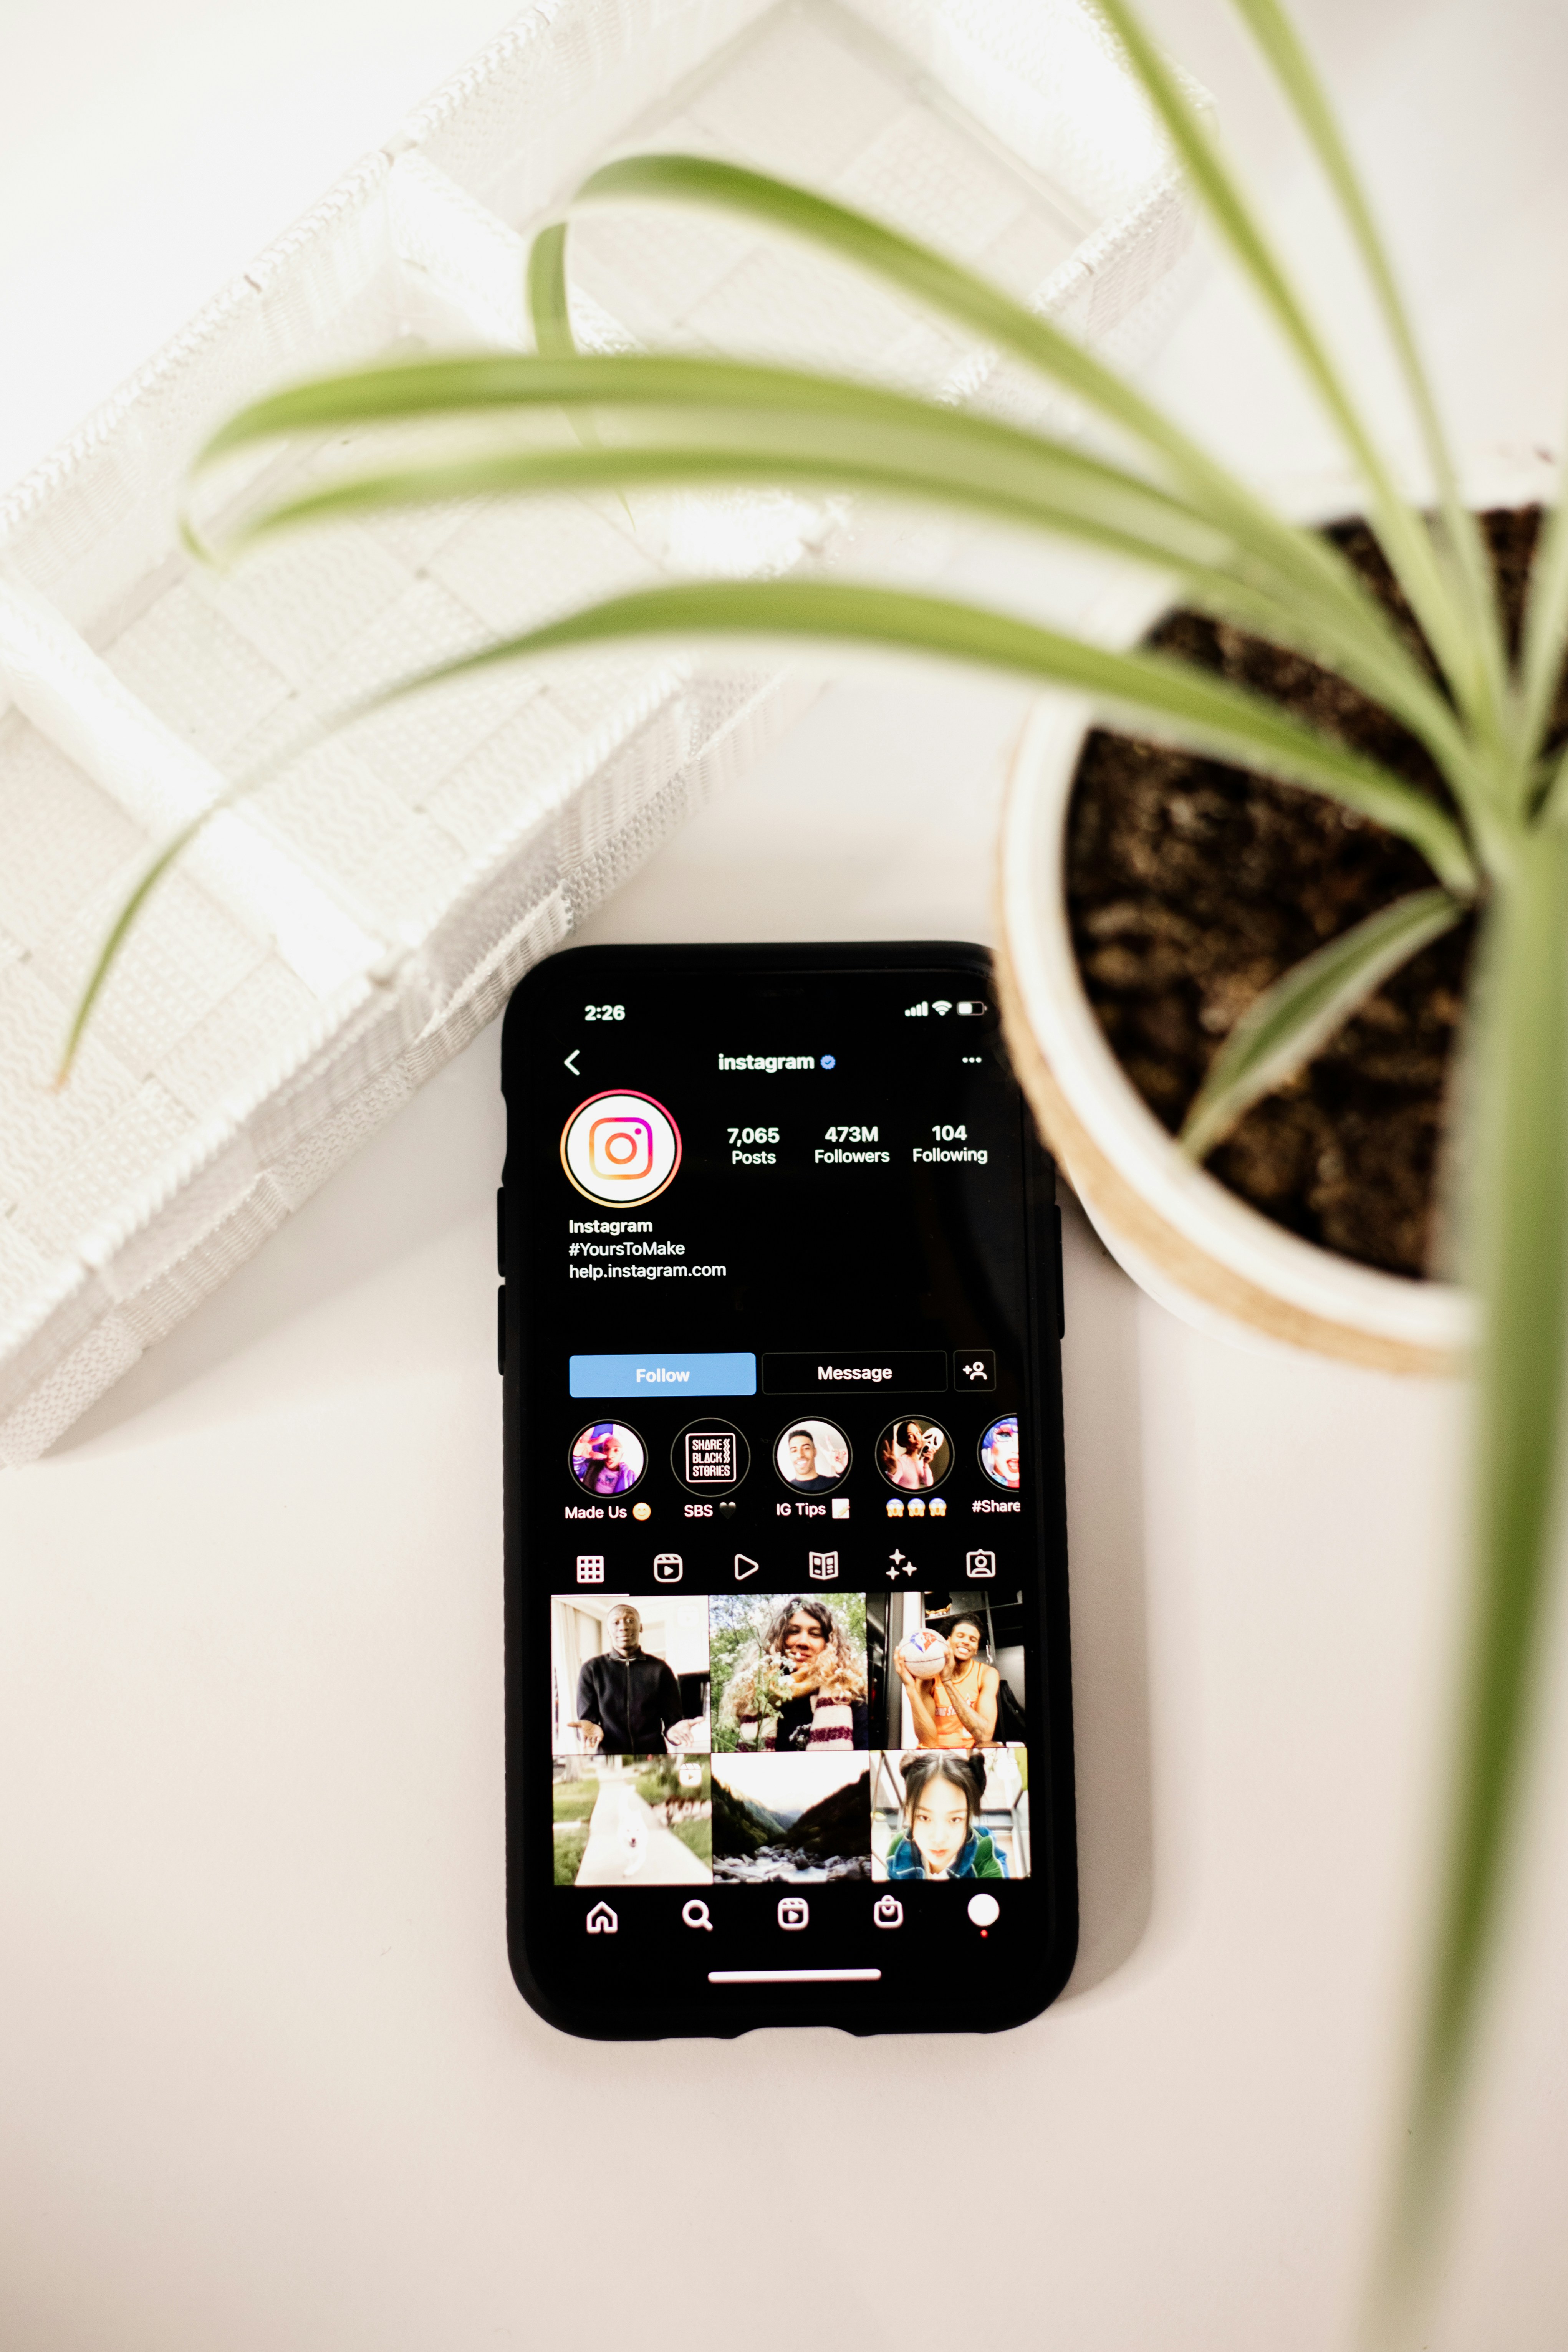 2:26
instagram
7,065 473M 104
Posts Followers Following
Instagram
#YoursToMake
help.instagram.com
Follow Message
SHARE
BLACK
STORIES
Made Us 😊 SBS 🖤 IG Tips 📝 😱😱😱 #Share